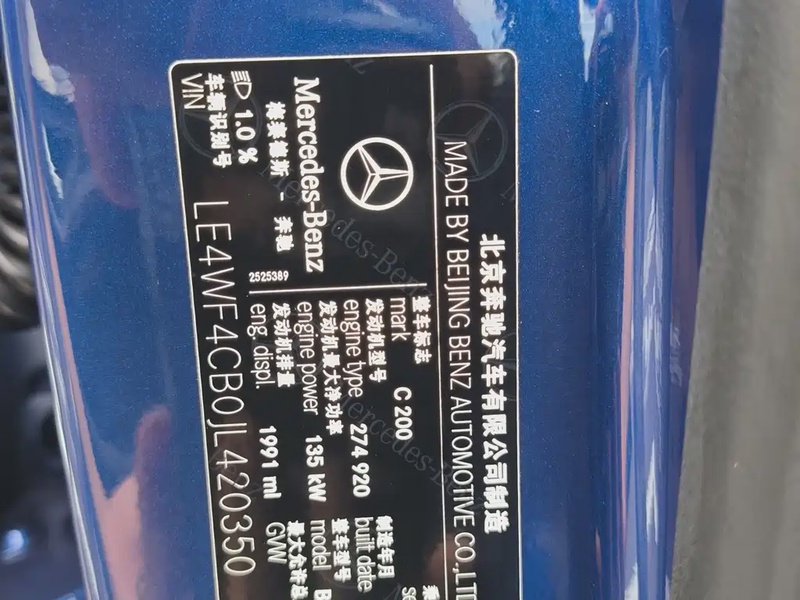 北京奔驰汽车有限公司制造
MADE BY BEIJING BENZ AUTOMOTIVE CO.,LTD
Mercedes-Benz
梅赛德斯 - 奔驰
2525389
1.0 %
整车标志
mark C 200
发动机型号
engine type 274 920
发动机最大净功率
engine power 135 kW
发动机排量
eng. displ. 1991 ml
制造年月
built date
整车型号
model B
最大允许总
GVW
乘
se
车辆识别号
VIN LE4WF4CB0JL420350